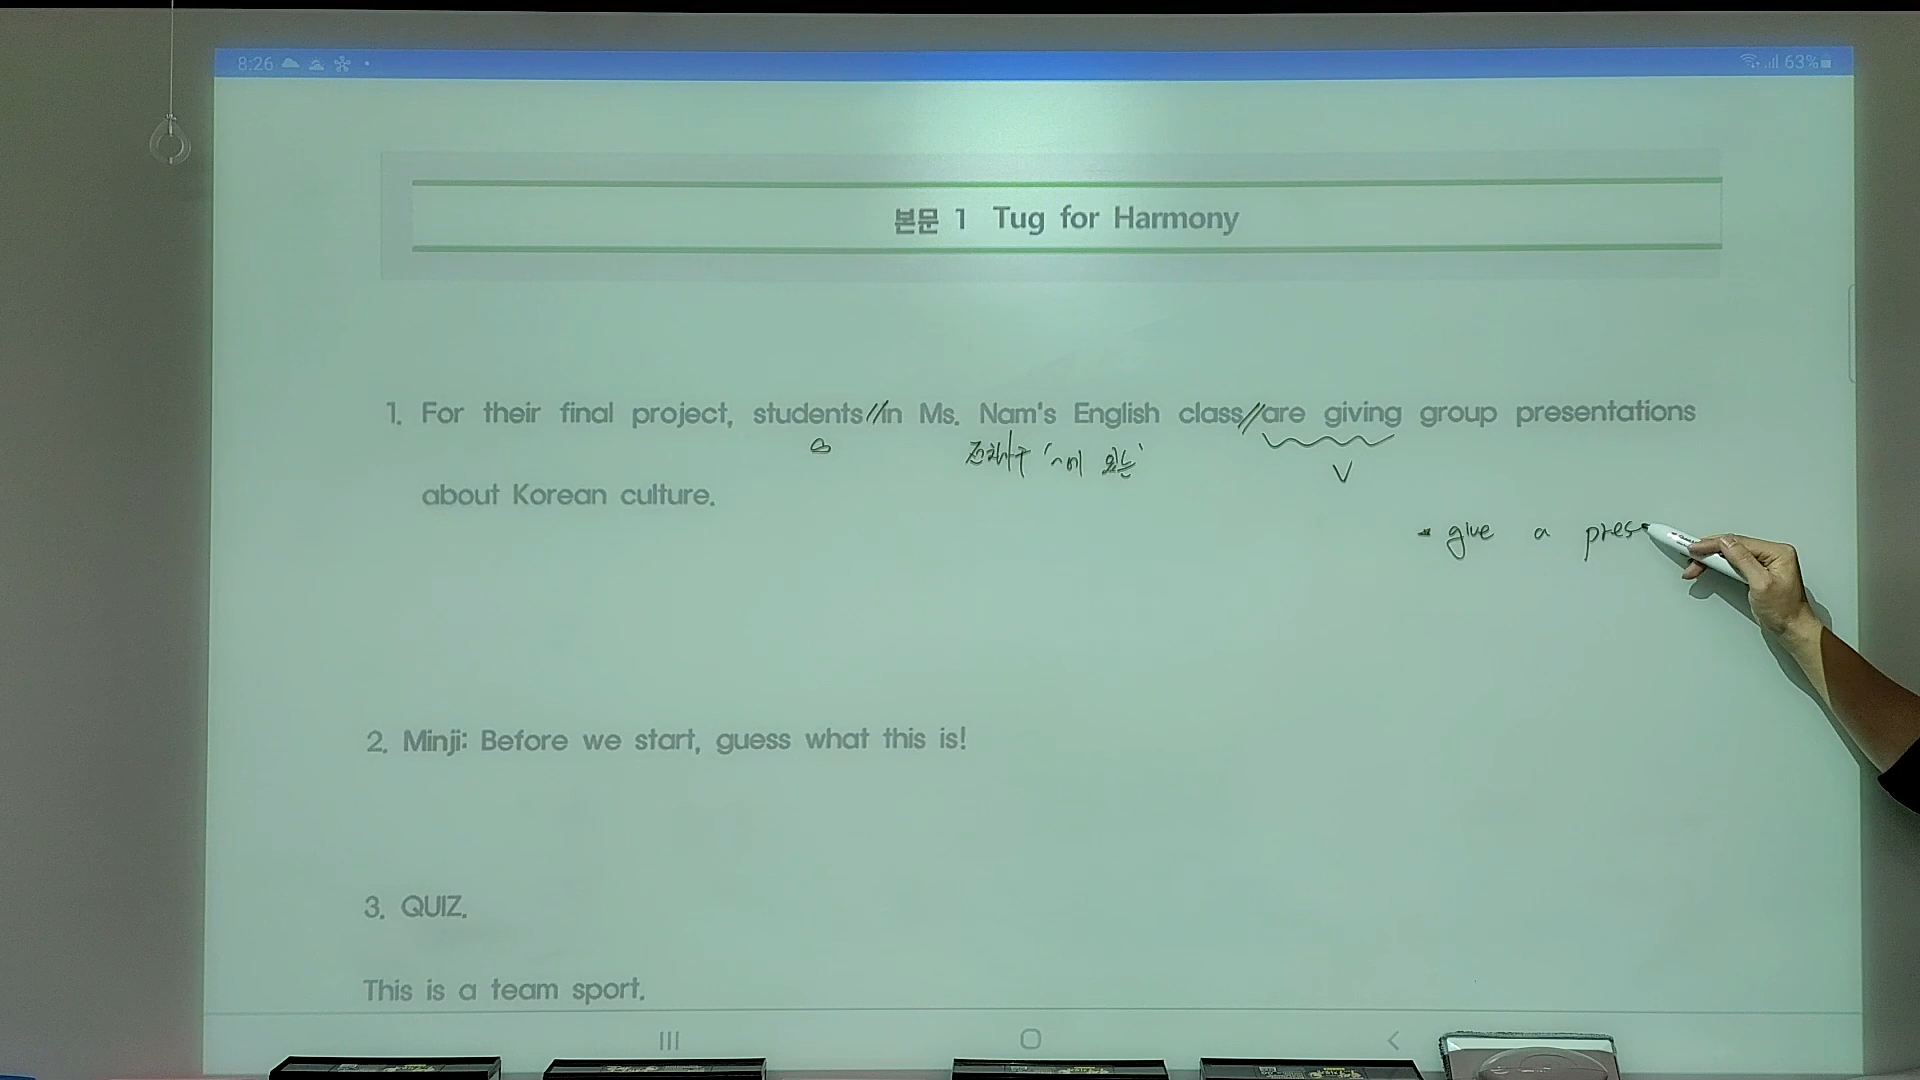 8:26
63%
본문 1 Tug for Harmony
1. For their final project, students//in Ms. Nam's English class//are giving group presentations
S 전치사구 '~에 있는' V
about Korean culture.
give a pres
2. Minji: Before we start, guess what this is!
3. QUIZ.
This is a team sport.